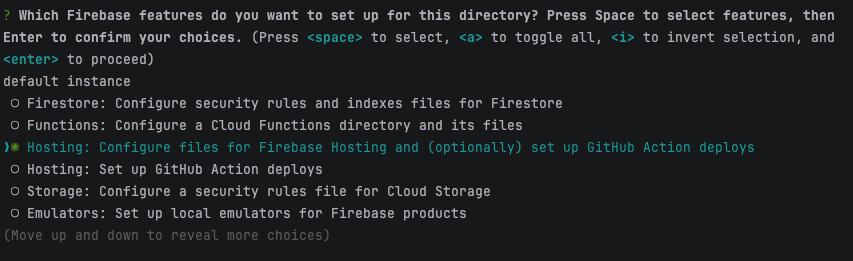 ? Which Firebase features do you want to set up for this directory? Press Space to select features, then
Enter to confirm your choices. (Press <space> to select, <a> to toggle all, <i> to invert selection, and
<enter> to proceed)
default instance
◯ Firestore: Configure security rules and indexes files for Firestore
◯ Functions: Configure a Cloud Functions directory and its files
❯◉ Hosting: Configure files for Firebase Hosting and (optionally) set up GitHub Action deploys
◯ Hosting: Set up GitHub Action deploys
◯ Storage: Configure a security rules file for Cloud Storage
◯ Emulators: Set up local emulators for Firebase products
(Move up and down to reveal more choices)